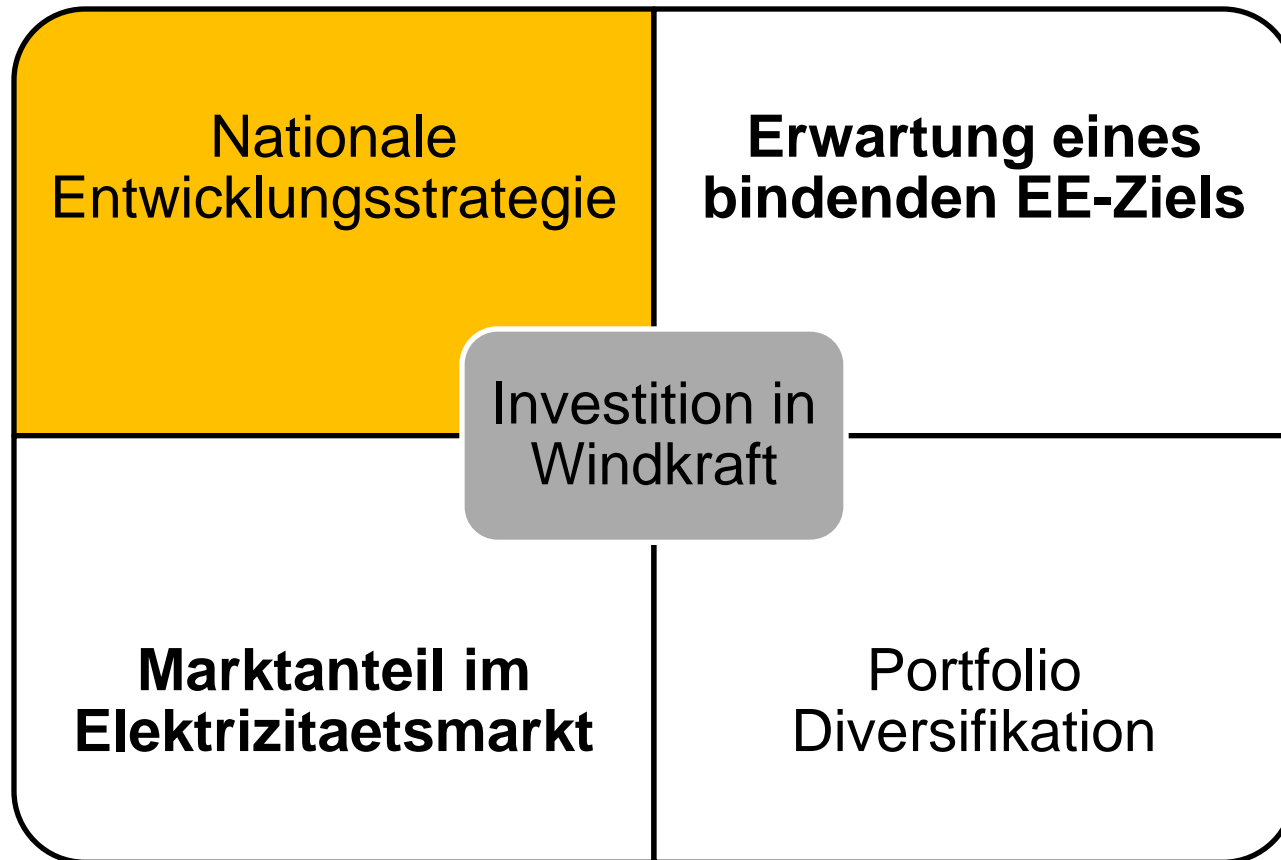 Nationale
Entwicklungsstrategie
Erwartung eines
bindenden EE-Ziels
Investition in
Windkraft
Marktanteil im
Elektrizitaetsmarkt
Portfolio
Diversifikation